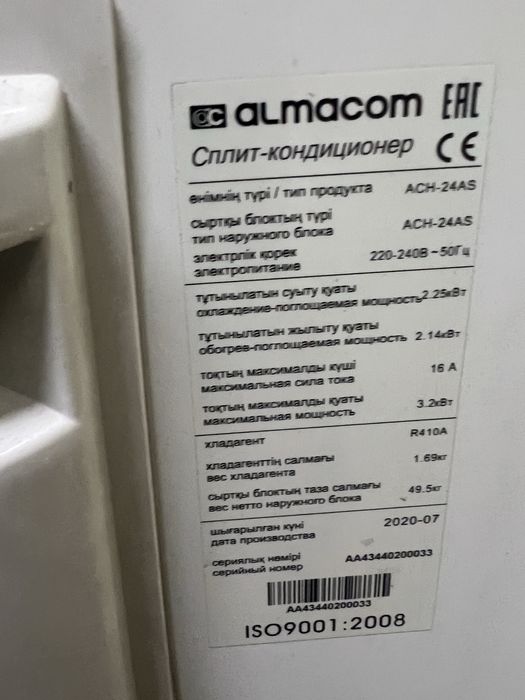 ac almacom EAC
Сплит-кондиционер CE
өнімнің түрі / тип продукта ACH-24AS
сыртқы блоктың түрі
тип наружного блока ACH-24AS
электрлік қорек
электропитание 220-240В ~ 50Гц
тұтынылатын суыту қуаты
охлаждение-поглощаемая мощность 2.25кВт
тұтынылатын жылыту қуаты
обогрев-поглощаемая мощность 2.14кВт
тоқтың максималды күші
максимальная сила тока 16 А
тоқтың максималды қуаты
максимальная мощность 3.2кВт
хладагент R410A
хладагенттің салмағы
вес хладагента 1.69кг
сыртқы блоктың таза салмағы
вес нетто наружного блока 49.5кг
шығарылған күні
дата производства 2020-07
сериялық немірі
серийный номер AA43440200033
AA43440200033
ISO9001:2008